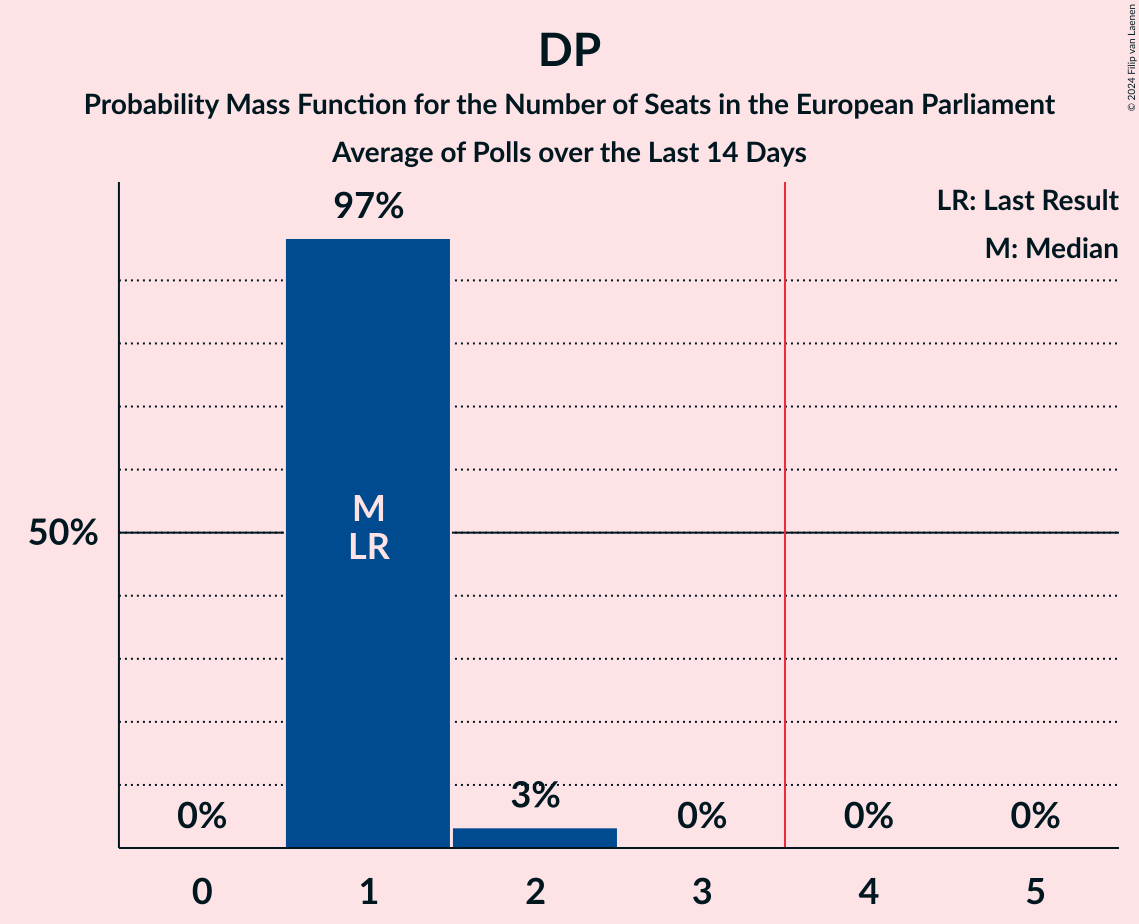 DP
Probability Mass Function for the Number of Seats in the European Parliament
Average of Polls over the Last 14 Days
© 2024 Filip van Laenen
LR: Last Result
M: Median
97%
M
LR
50%
3%
0%
0%
0%
0%
0
1
2
3
4
5